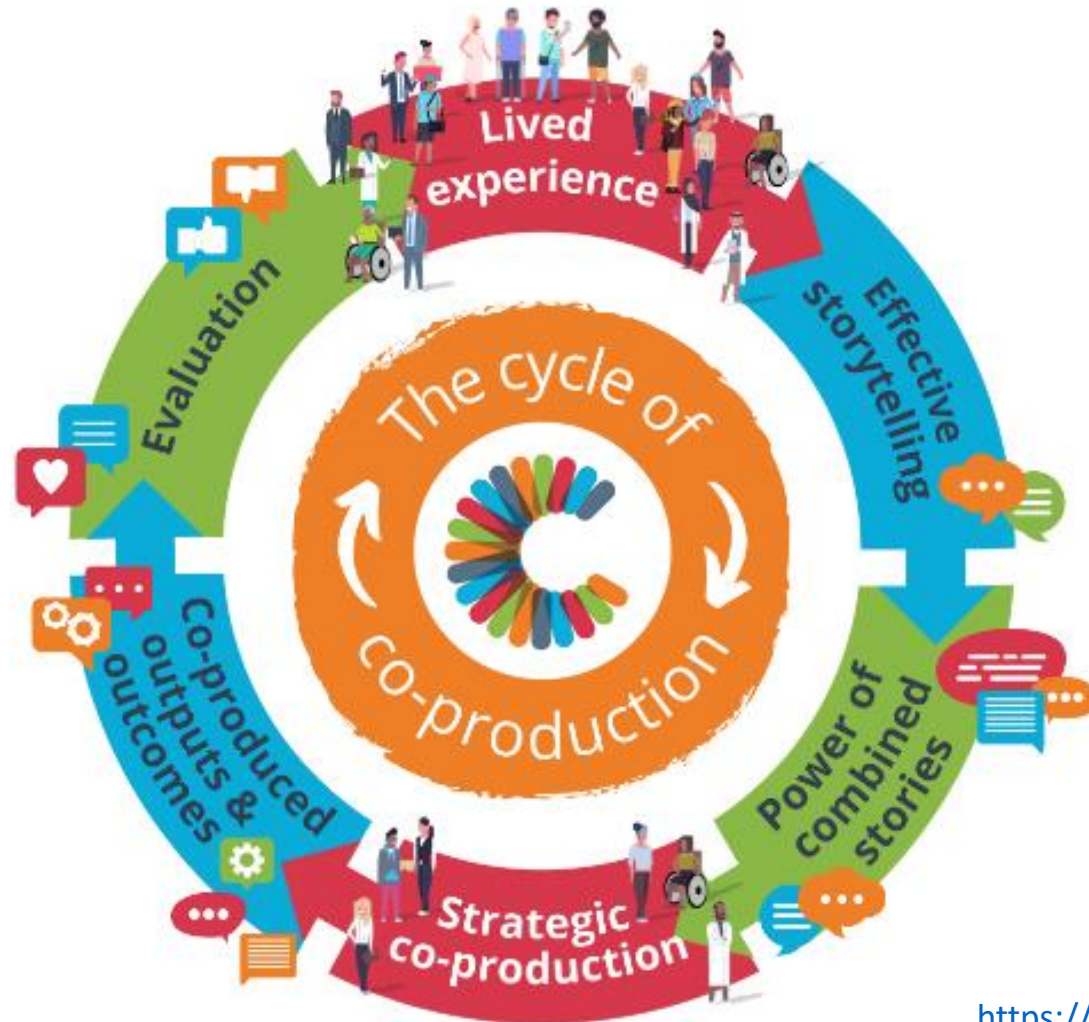 Lived
experience
Effective
storytelling
Power of
combined
stories
Strategic
co-production
Co-produced
outputs &
outcomes
Evaluation
The cycle of
co-production
https://